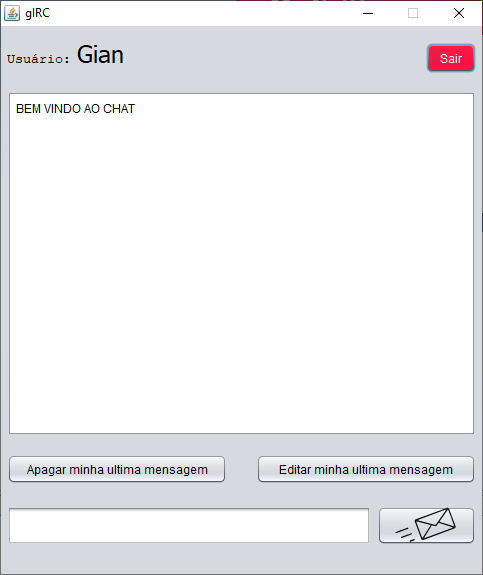 gIRC
Usuário: Gian
Sair
BEM VINDO AO CHAT
Apagar minha ultima mensagem
Editar minha ultima mensagem